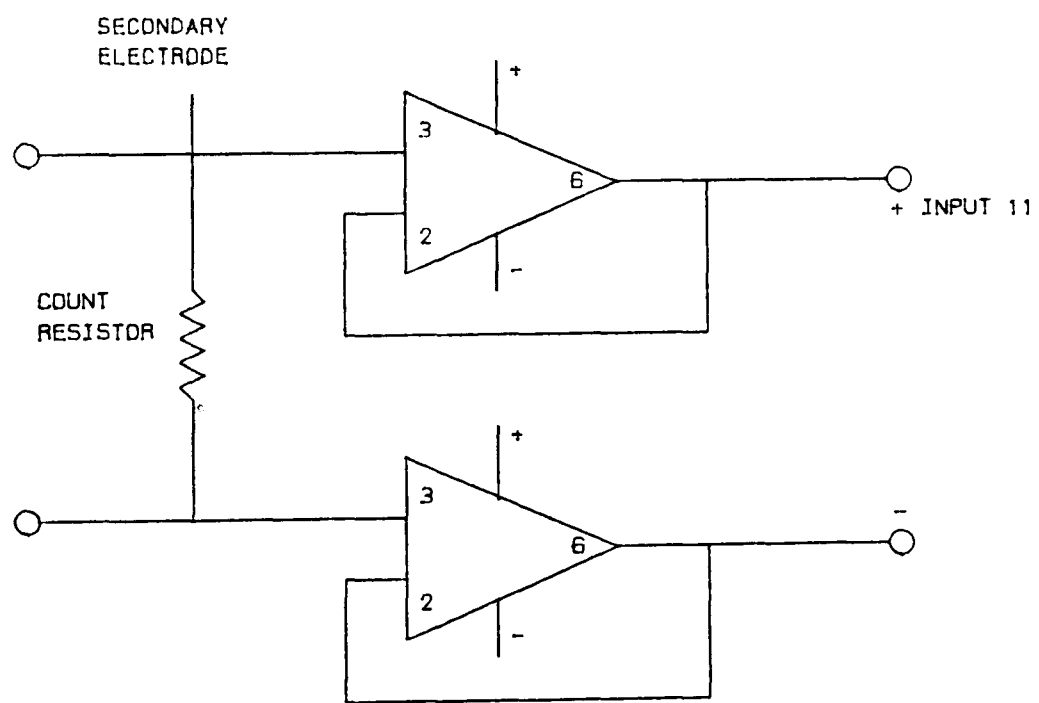 SECONDARY
ELECTRODE
+
3
6
2
-
+ INPUT 11
COUNT
RESISTOR
+
3
6
2
-
-